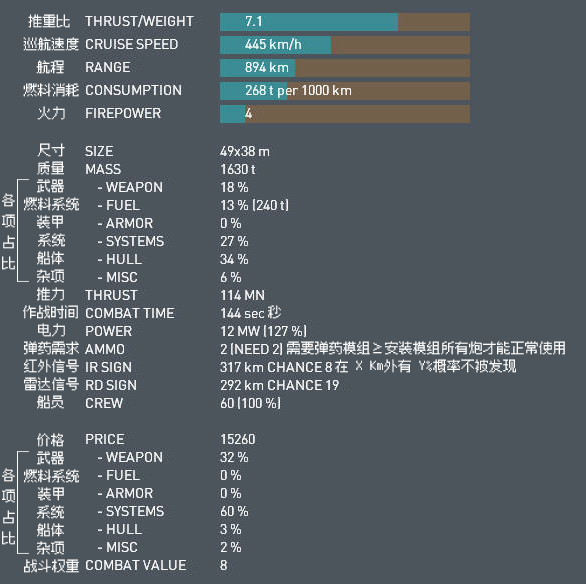 推重比 THRUST/WEIGHT 7.1
巡航速度 CRUISE SPEED 445 km/h
航程 RANGE 894 km
燃料消耗 CONSUMPTION 268 t per 1000 km
火力 FIREPOWER 4
尺寸 SIZE 49x38 m
质量 MASS 1630 t
各项占比
武器 - WEAPON 18 %
燃料系统 - FUEL 13 % (240 t)
装甲 - ARMOR 0 %
系统 - SYSTEMS 27 %
船体 - HULL 34 %
杂项 - MISC 6 %
推力 THRUST 114 MN
作战时间 COMBAT TIME 144 sec 秒
电力 POWER 12 MW (127 %)
弹药需求 AMMO 2 (NEED 2) 需要弹药模组≥安装模组所有炮才能正常使用
红外信号 IR SIGN 317 km CHANCE 8 在 X Km外有 Y%概率不被发现
雷达信号 RD SIGN 292 km CHANCE 19
船员 CREW 60 (100 %)
价格 PRICE 15260
各项占比
武器 - WEAPON 32 %
燃料系统 - FUEL 0 %
装甲 - ARMOR 0 %
系统 - SYSTEMS 60 %
船体 - HULL 3 %
杂项 - MISC 2 %
战斗权重 COMBAT VALUE 8